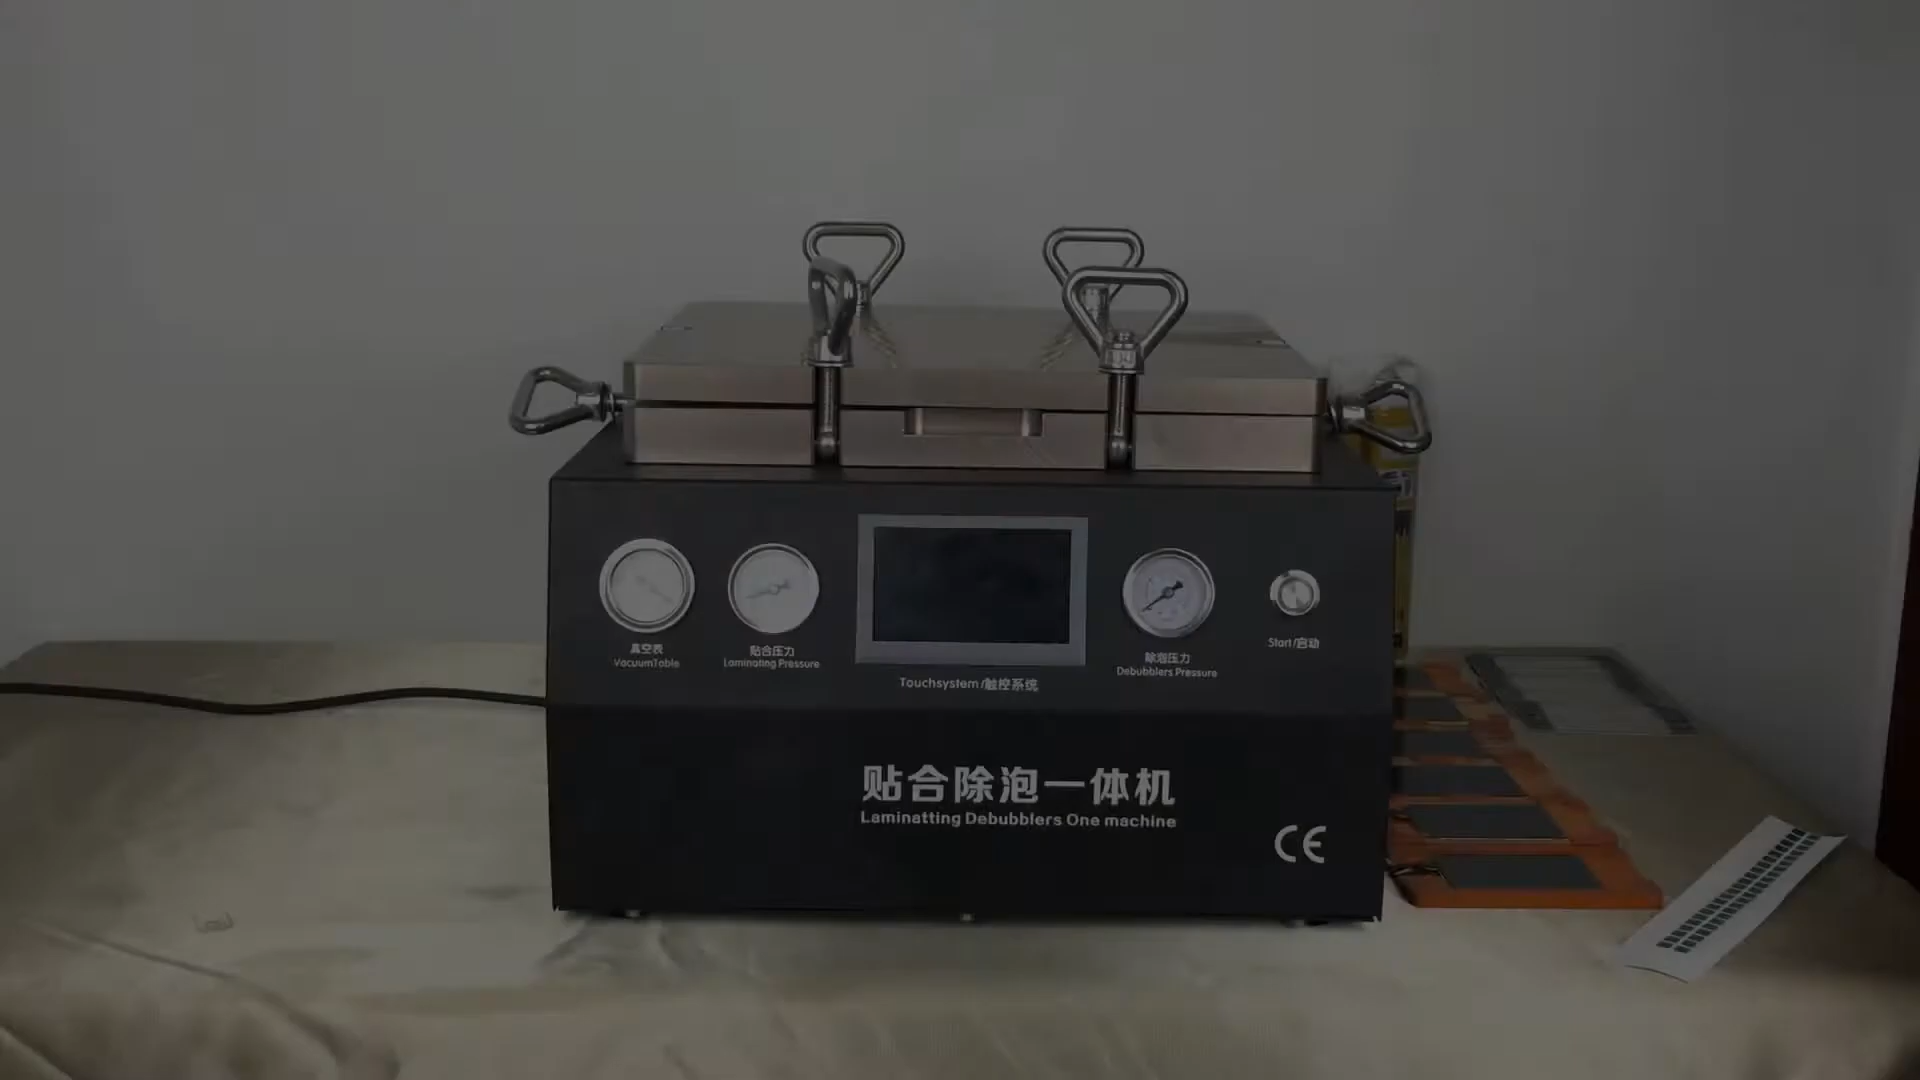 真空表
VacuumTable
贴合压力
Laminating Pressure
Touchsystem/触控系统
除泡压力
Debubblers Pressure
Start/启动
贴合除泡一体机
Laminatting Debubblers One machine
CE